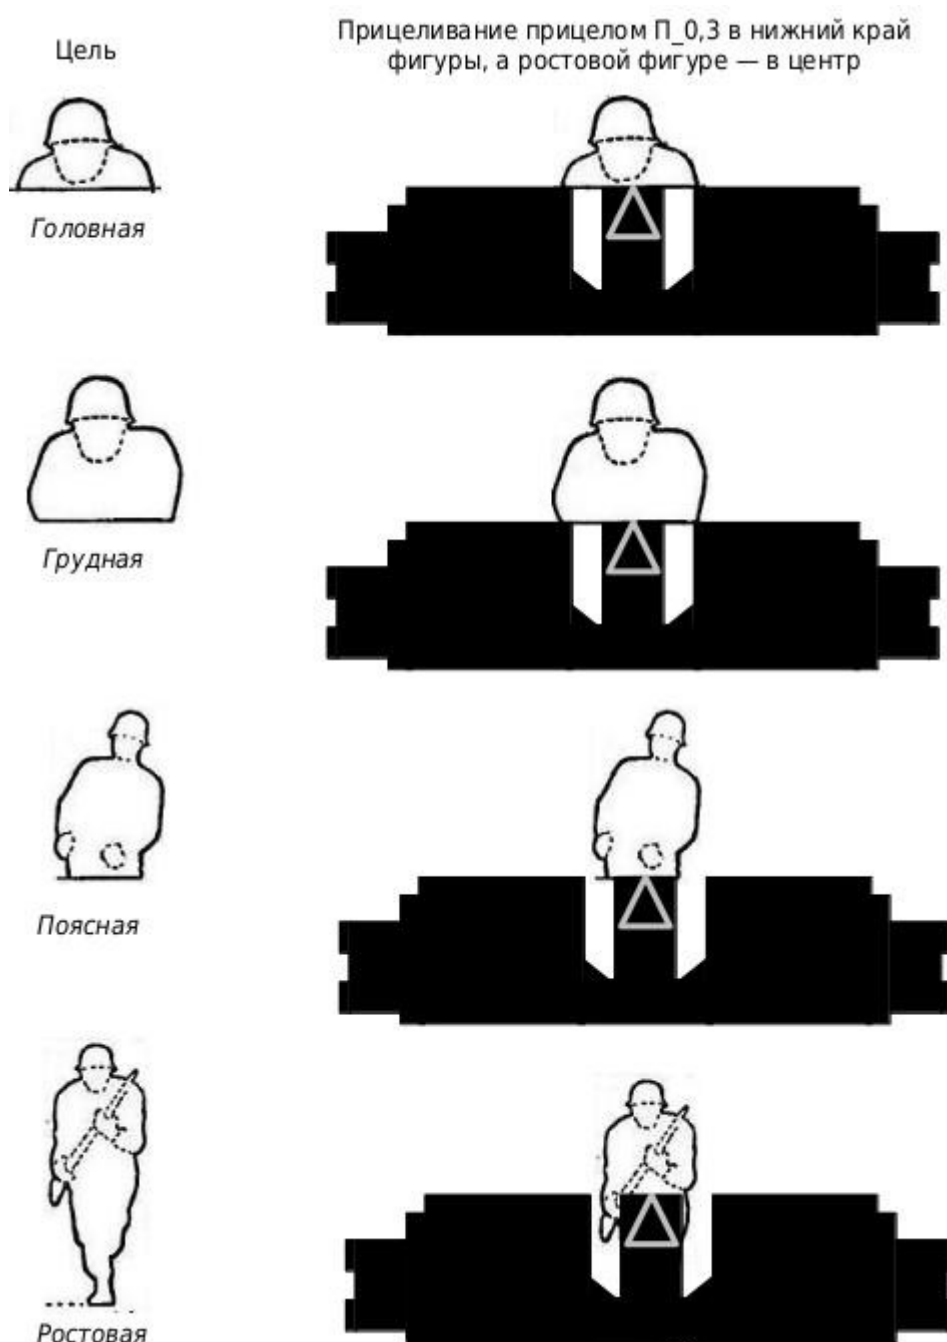 Цель
Прицеливание прицелом П_0,3 в нижний край
фигуры, а ростовой фигуре — в центр
Головная
Грудная
Поясная
Ростовая